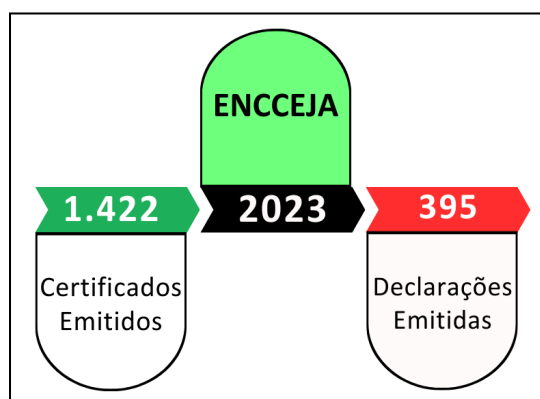 ENCCEJA
1.422
2023
395
Certificados
Emitidos
Declarações
Emitidas